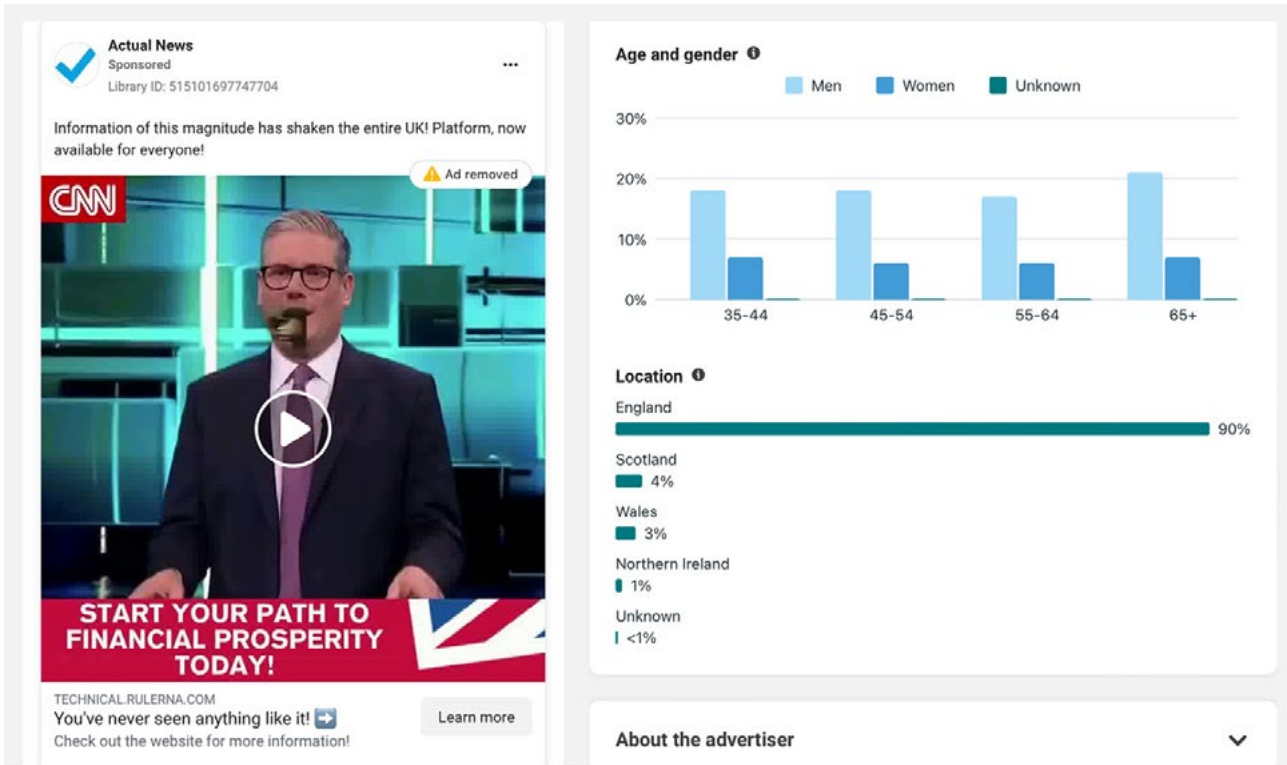 Actual News
Sponsored
Library ID: 515101697747704
Information of this magnitude has shaken the entire UK! Platform, now
available for everyone!
Ad removed
CNN
START YOUR PATH TO
FINANCIAL PROSPERITY
TODAY!
TECHNICAL.RULERNA.COM
You've never seen anything like it! ➡️
Check out the website for more information!
Learn more
Age and gender
Men Women Unknown
30%
20%
10%
0%
35-44 45-54 55-64 65+
Location
England
90%
Scotland
4%
Wales
3%
Northern Ireland
1%
Unknown
<1%
About the advertiser